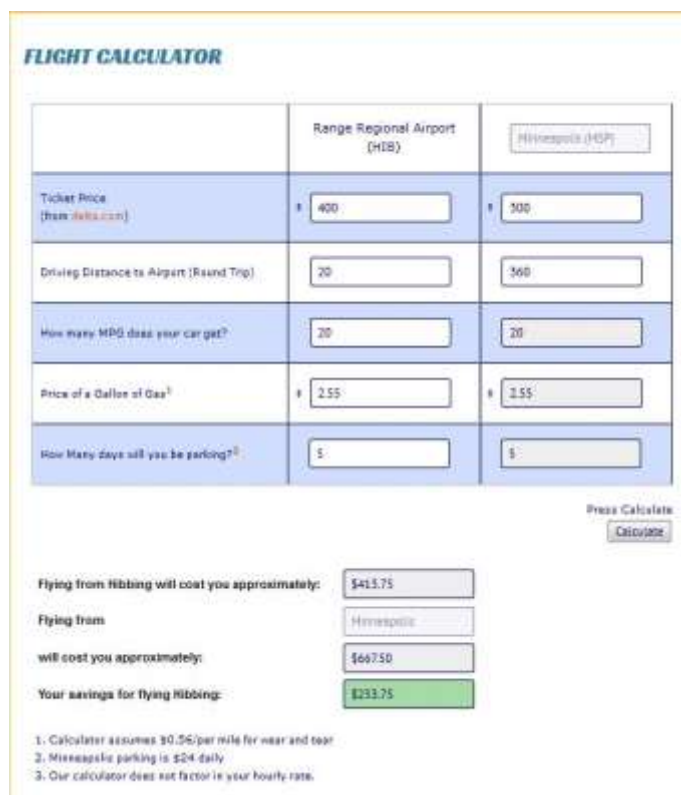 FLIGHT CALCULATOR
Range Regional Airport
(HIB)
Minneapolis (MSP)
Ticket Price
(from delta.com)
$ 400
$ 300
Driving Distance to Airport (Round Trip)
20
360
How many MPG does your car get?
20
20
Price of a Gallon of Gas1
$ 2.55
$ 2.55
How Many days will you be parking?2
5
5
Press Calculate
Calculate
Flying from Hibbing will cost you approximately:
$413.75
Flying from
Minneapolis
will cost you approximately:
$667.50
Your savings for flying Hibbing:
$253.75
1. Calculator assumes $0.56/per mile for wear and tear
2. Minneapolis parking is $24 daily
3. Our calculator does not factor in your hourly rate.